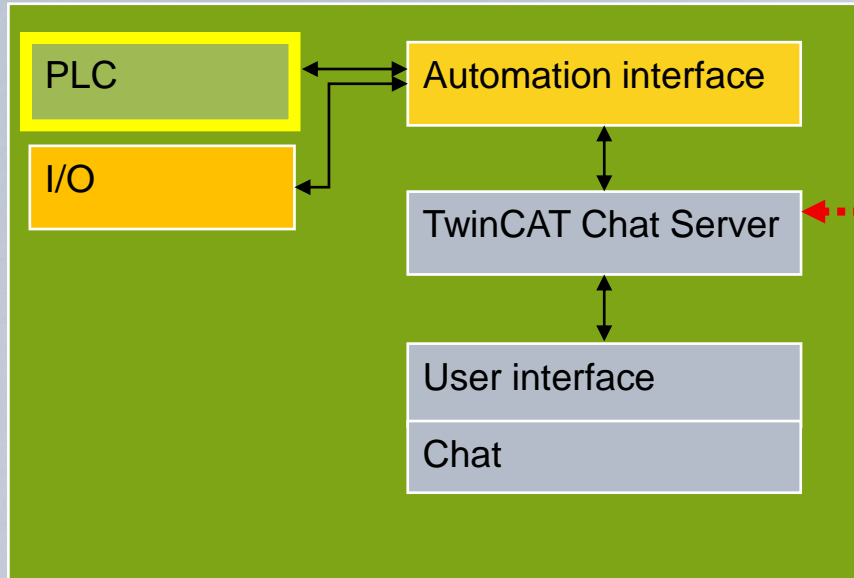 PLC
Automation interface
I/O
TwinCAT Chat Server
User interface
Chat